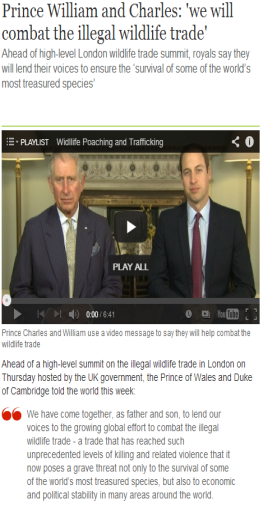 Prince William and Charles: 'we will
combat the illegal wildlife trade'
Ahead of high-level London wildlife trade summit, royals say they
will lend their voices to ensure the 'survival of some of the world's
most treasured species'
PLAYLIST Widlife Poaching and Trafficking
PLAY ALL
0:00 / 6:41
YouTube
Prince Charles and William use a video message to say they will help combat the
wildlife trade
Ahead of a high-level summit on the illegal wildlife trade in London on
Thursday hosted by the UK government, the Prince of Wales and Duke
of Cambridge told the world this week:
We have come together, as father and son, to lend our
voices to the growing global effort to combat the illegal
wildlife trade - a trade that has reached such
unprecedented levels of killing and related violence that it
now poses a grave threat not only to the survival of some
of the world's most treasured species, but also to economic
and political stability in many areas around the world.